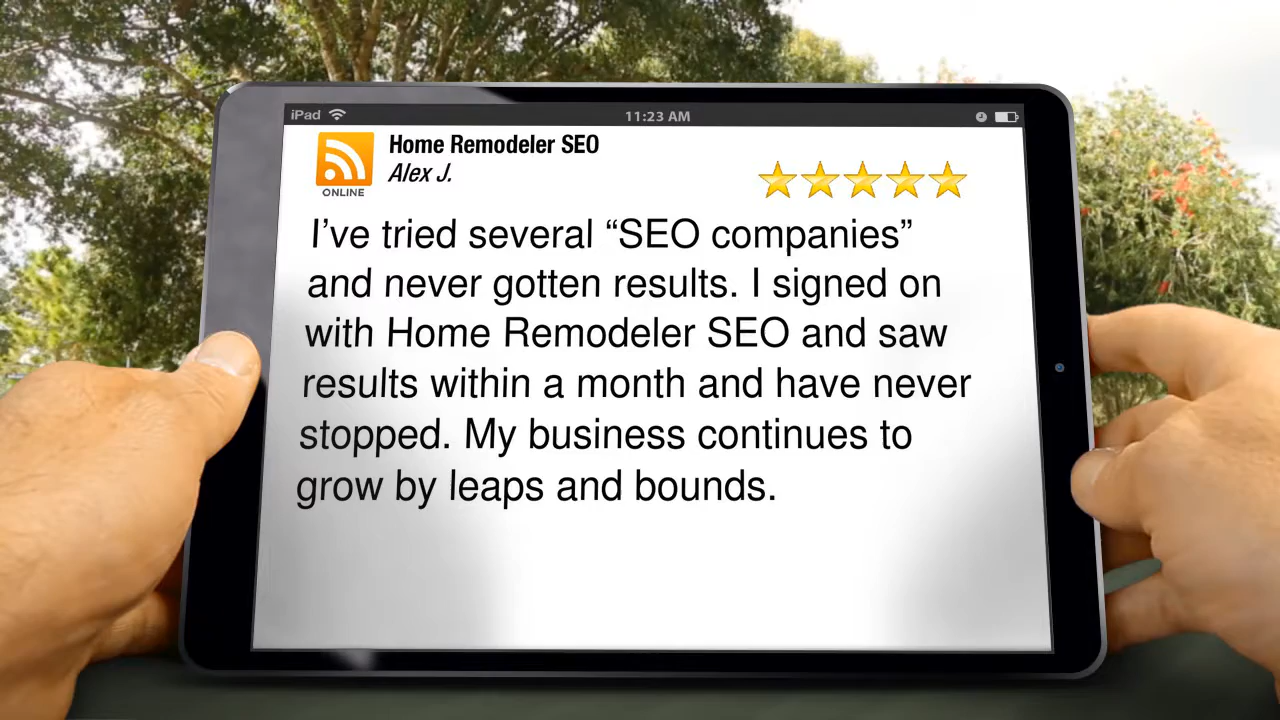 iPad 11:23 AM
Home Remodeler SEO
Alex J.
ONLINE
I've tried several “SEO companies”
and never gotten results. I signed on
with Home Remodeler SEO and saw
results within a month and have never
stopped. My business continues to
grow by leaps and bounds.